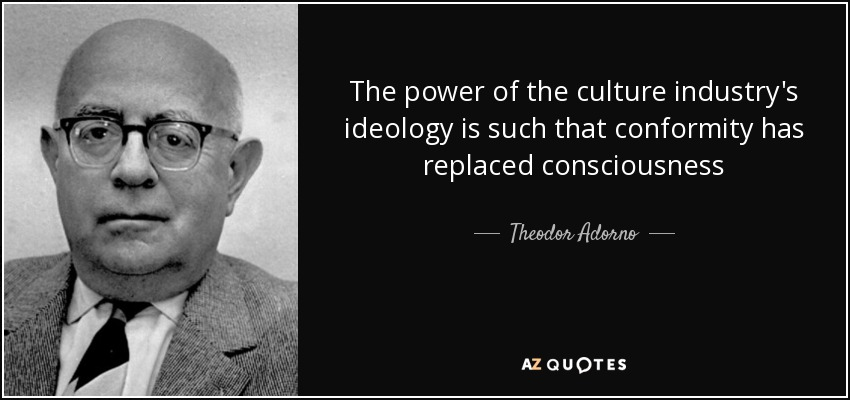 The power of the culture industry's
ideology is such that conformity has
replaced consciousness
Theodor Adorno
AZ QUOTES